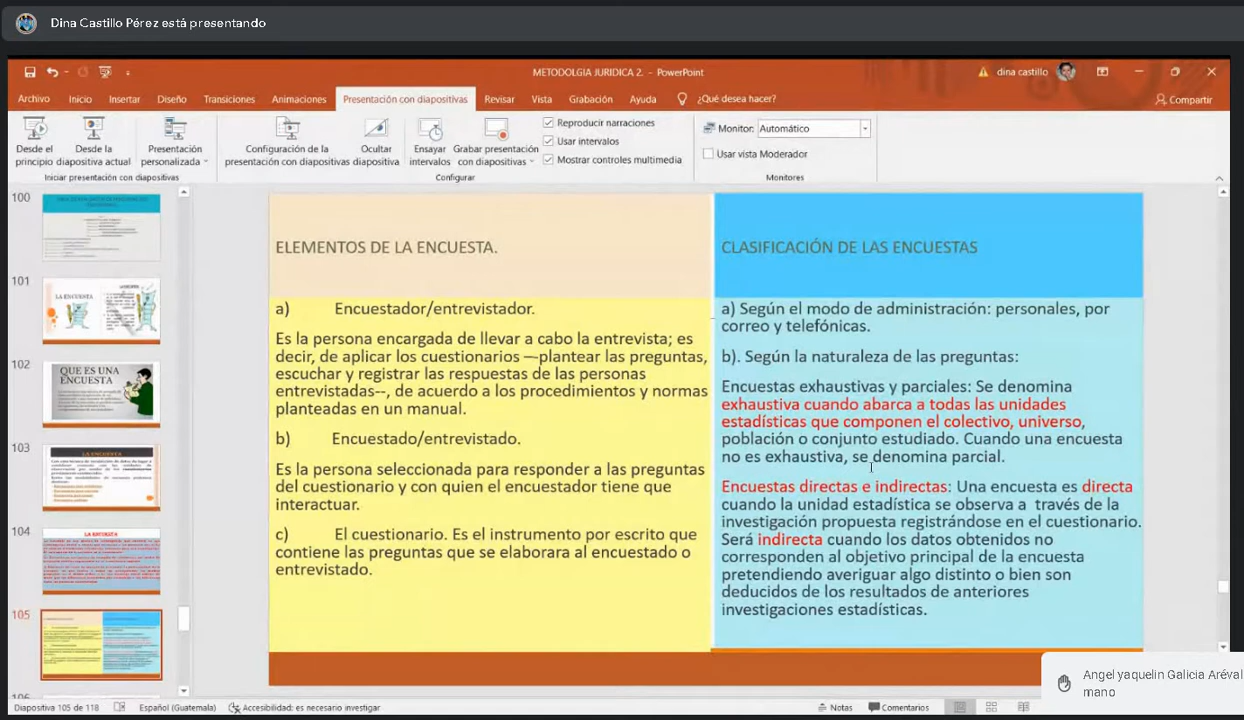 Dina Castillo Pérez está presentando
METODOLGIA JURIDICA 2. - PowerPoint
dina castillo
Archivo Inicio Insertar Diseño Transiciones Animaciones Presentación con diapositivas Revisar Vista Grabación Ayuda ¿Qué desea hacer? Compartir
Desde el principio
Desde la diapositiva actual
Presentación personalizada
Iniciar presentación con diapositivas
Configuración de la presentación con diapositivas
Ocultar diapositiva
Ensayar intervalos
Grabar presentación con diapositivas
Reproducir narraciones
Usar intervalos
Mostrar controles multimedia
Configurar
Monitor: Automático
Usar vista Moderador
Monitores
100
101
LA ENCUESTA
102
QUE ES UNA
ENCUESTA
103
LA ENCUESTA
104
105
ELEMENTOS DE LA ENCUESTA.
a) Encuestador/entrevistador.
Es la persona encargada de llevar a cabo la entrevista; es
decir, de aplicar los cuestionarios —plantear las preguntas,
escuchar y registrar las respuestas de las personas
entrevistadas--, de acuerdo a los procedimientos y normas
planteadas en un manual.
b) Encuestado/entrevistado.
Es la persona seleccionada para responder a las preguntas
del cuestionario y con quien el encuestador tiene que
interactuar.
c) El cuestionario. Es el instrumento por escrito que
contiene las preguntas que se elaborara al encuestado o
entrevistado.
CLASIFICACIÓN DE LAS ENCUESTAS
a) Según el modo de administración: personales, por
correo y telefónicas.
b). Según la naturaleza de las preguntas:
Encuestas exhaustivas y parciales: Se denomina
exhaustiva cuando abarca a todas las unidades
estadísticas que componen el colectivo, universo,
población o conjunto estudiado. Cuando una encuesta
no es exhaustiva, se denomina parcial.
Encuestas directas e indirectas: Una encuesta es directa
cuando la unidad estadística se observa a través de la
investigación propuesta registrándose en el cuestionario.
Será indirecta cuando los datos obtenidos no
corresponden al objetivo principal de la encuesta
pretendiendo averiguar algo distinto o bien son
deducidos de los resultados de anteriores
investigaciones estadísticas.
Angel yaquelin Galicia Aréval
mano
Diapositiva 105 de 118 Español (Guatemala) Accesibilidad: es necesario investigar Notas Comentarios